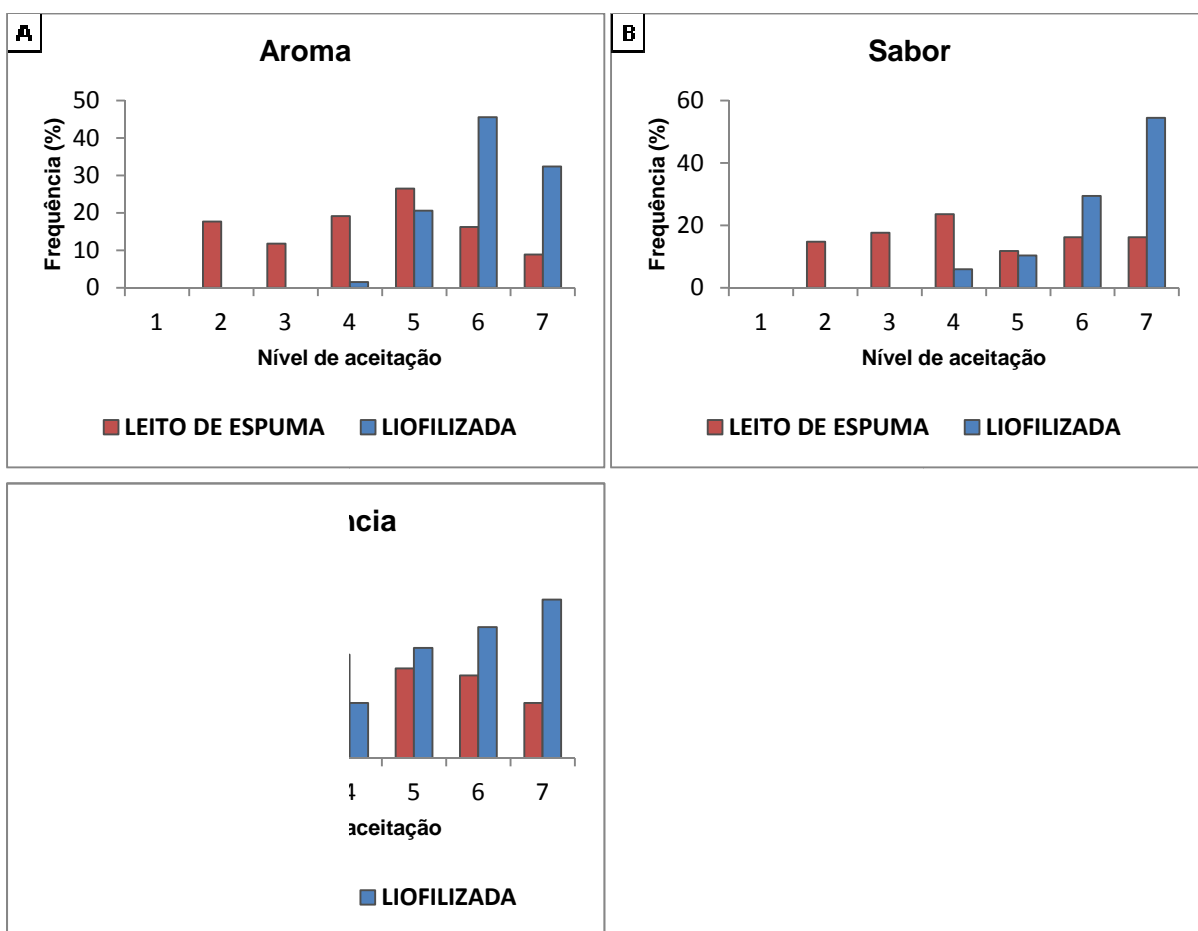 A
Aroma
Frequência (%)
50
40
30
20
10
0
1 2 3 4 5 6 7
Nível de aceitação
LEITO DE ESPUMA LIOFILIZADA
B
Sabor
Frequência (%)
60
40
20
0
1 2 3 4 5 6 7
Nível de aceitação
LEITO DE ESPUMA LIOFILIZADA
ncia
4 5 6 7
aceitação
LIOFILIZADA